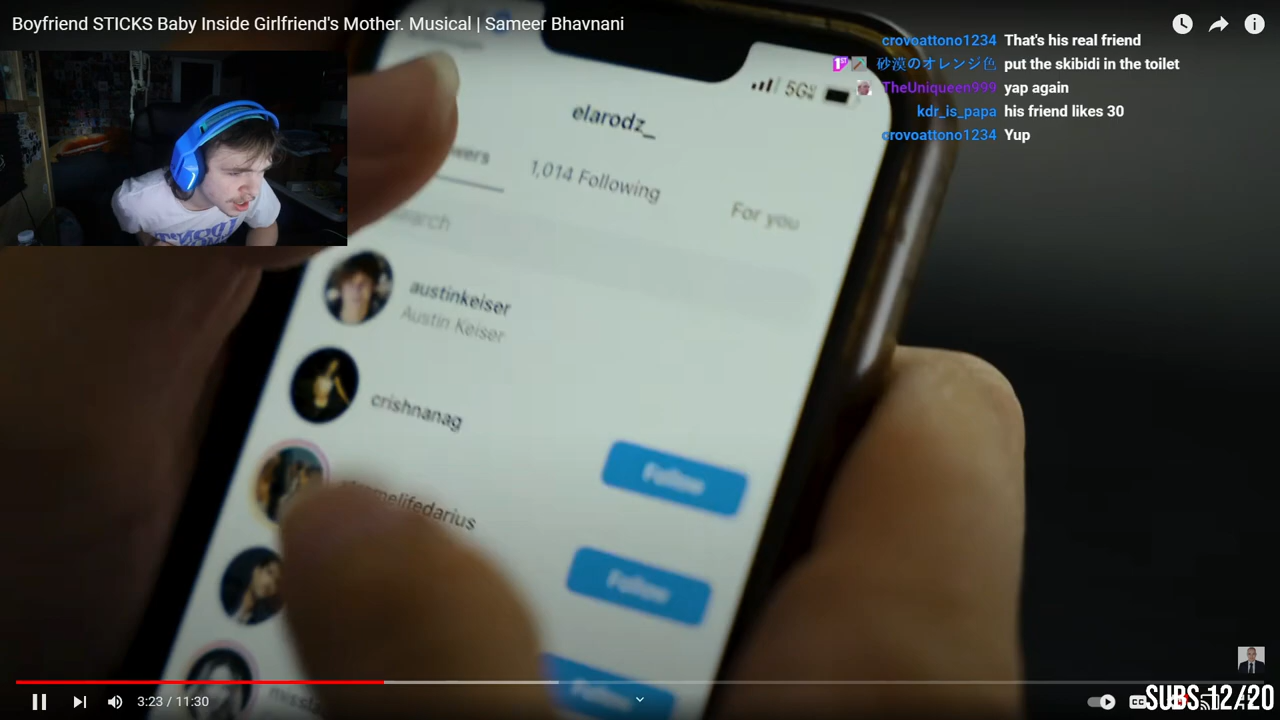 Boyfriend STICKS Baby Inside Girlfriend's Mother. Musical | Sameer Bhavnani
crovoattono1234 That's his real friend
砂漠のオレンジ色 put the skibidi in the toilet
TheUniqueen999 yap again
kdr_is_papa his friend likes 30
crovoattono1234 Yup
5G
elarodz_
1,014 Following
For you
austinkeiser
Austin Keiser
crishnanag
Follow
Follow
Follow
3:23 / 11:30
SUBS 12/20